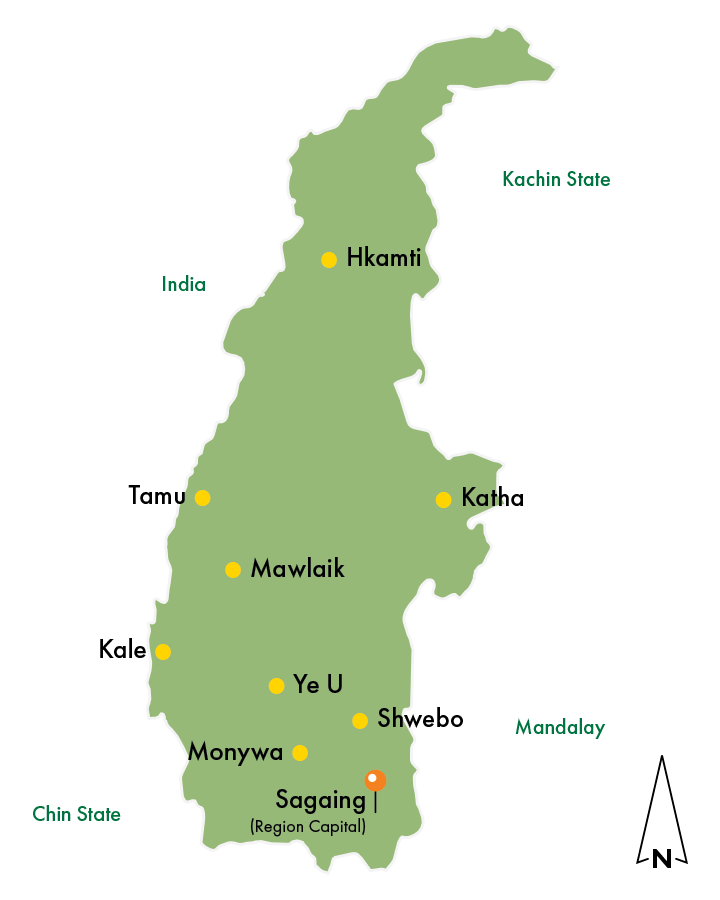 Kachin State
Hkamti
India
Tamu
Katha
Mawlaik
Kale
Ye U
Shwebo
Mandalay
Monywa
Sagaing
(Region Capital)
Chin State
N